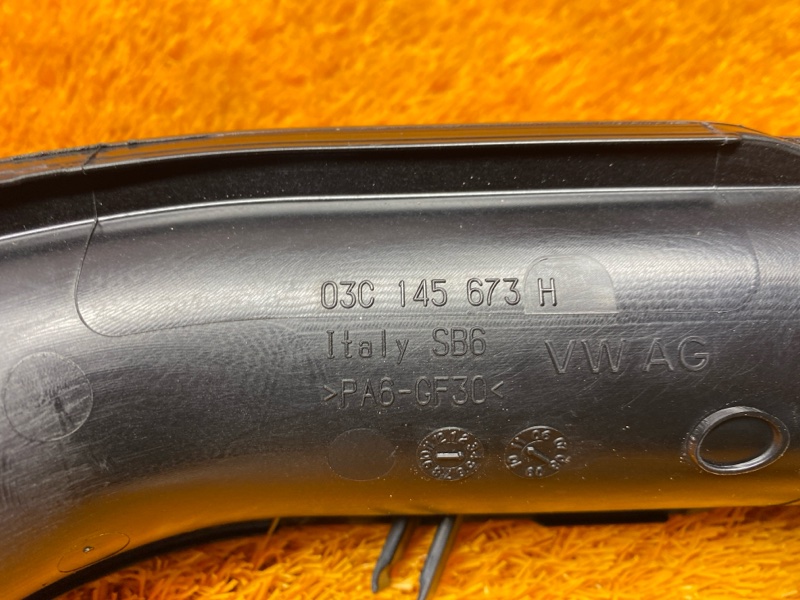 03C 145 673 H
Italy SB6
VW AG
>PA6-GF30<